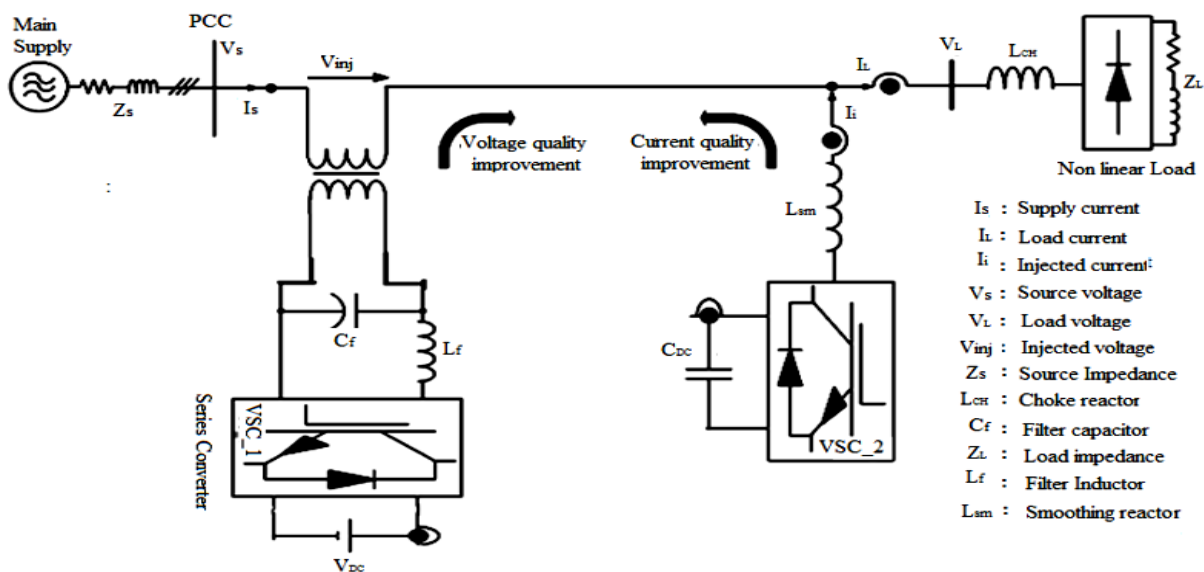 Main
Supply
PCC
Vs
Zs
Is
Vinj
Voltage quality
improvement
Current quality
improvement
IL
Ii
VL
LCH
ZL
Non linear Load
Lsm
Cf
Lf
Series Converter
VSC_1
VDC
CDC
VSC_2
Is : Supply current
IL : Load current
Ii : Injected current:
Vs : Source voltage
VL : Load voltage
Vinj : Injected voltage
Zs : Source Impedance
LCH : Choke reactor
Cf : Filter capacitor
ZL : Load impedance
Lf : Filter Inductor
Lsm : Smoothing reactor
: